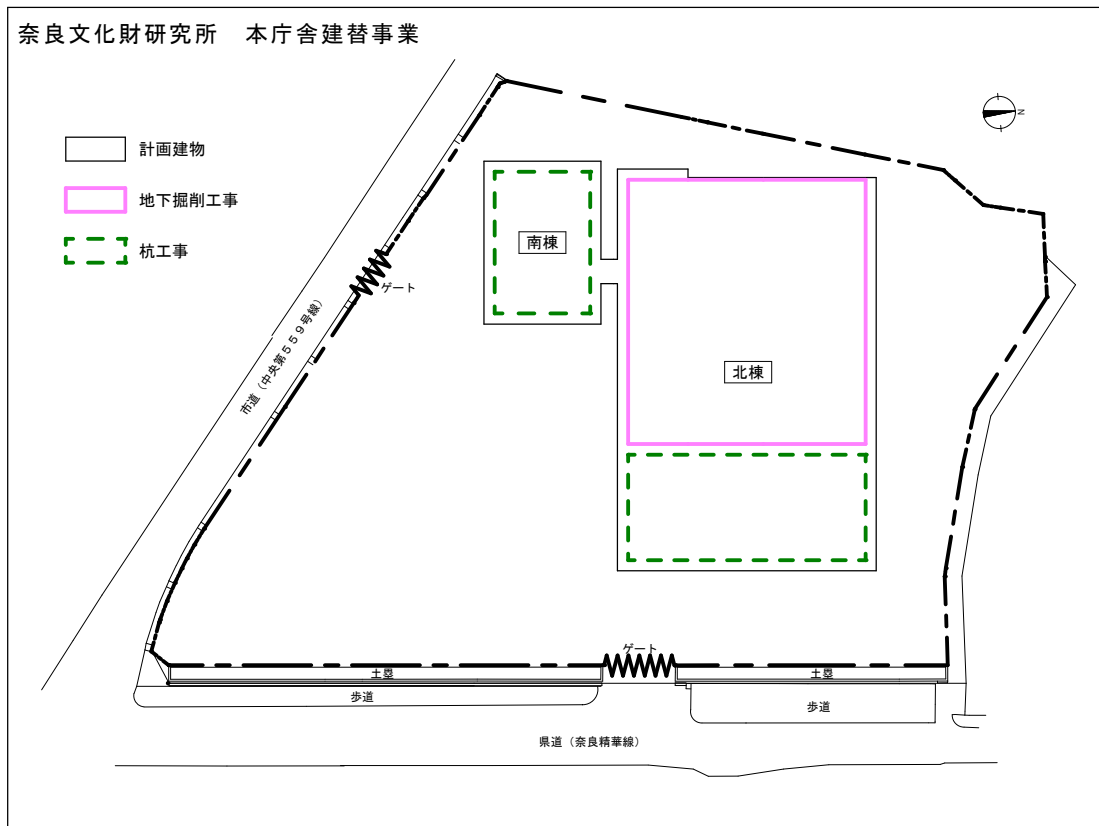 奈良文化財研究所　本庁舎建替事業
N
計画建物
地下掘削工事
杭工事
南棟
ゲート
市道（中央第５５９号線）
北棟
ゲート
土塁
土塁
歩道
歩道
県道（奈良精華線）